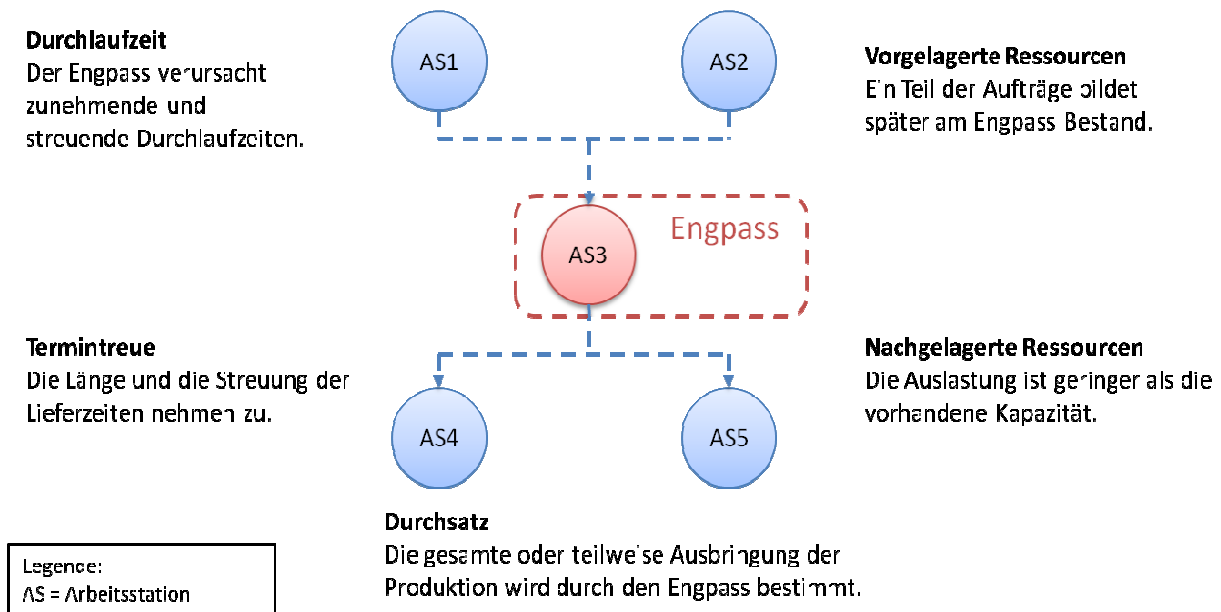 Durchlaufzeit
Der Engpass verursacht
zunehmende und
streuende Durchlaufzeiten.
AS1
AS2
Vorgelagerte Ressourcen
Ein Teil der Aufträge bildet
später am Engpass Bestand.
Engpass
AS3
Termintreue
Die Länge und die Streuung der
Lieferzeiten nehmen zu.
AS4
AS5
Nachgelagerte Ressourcen
Die Auslastung ist geringer als die
vorhandene Kapazität.
Durchsatz
Die gesamte oder teilweise Ausbringung der
Produktion wird durch den Engpass bestimmt.
Legende:
AS = Arbeitsstation